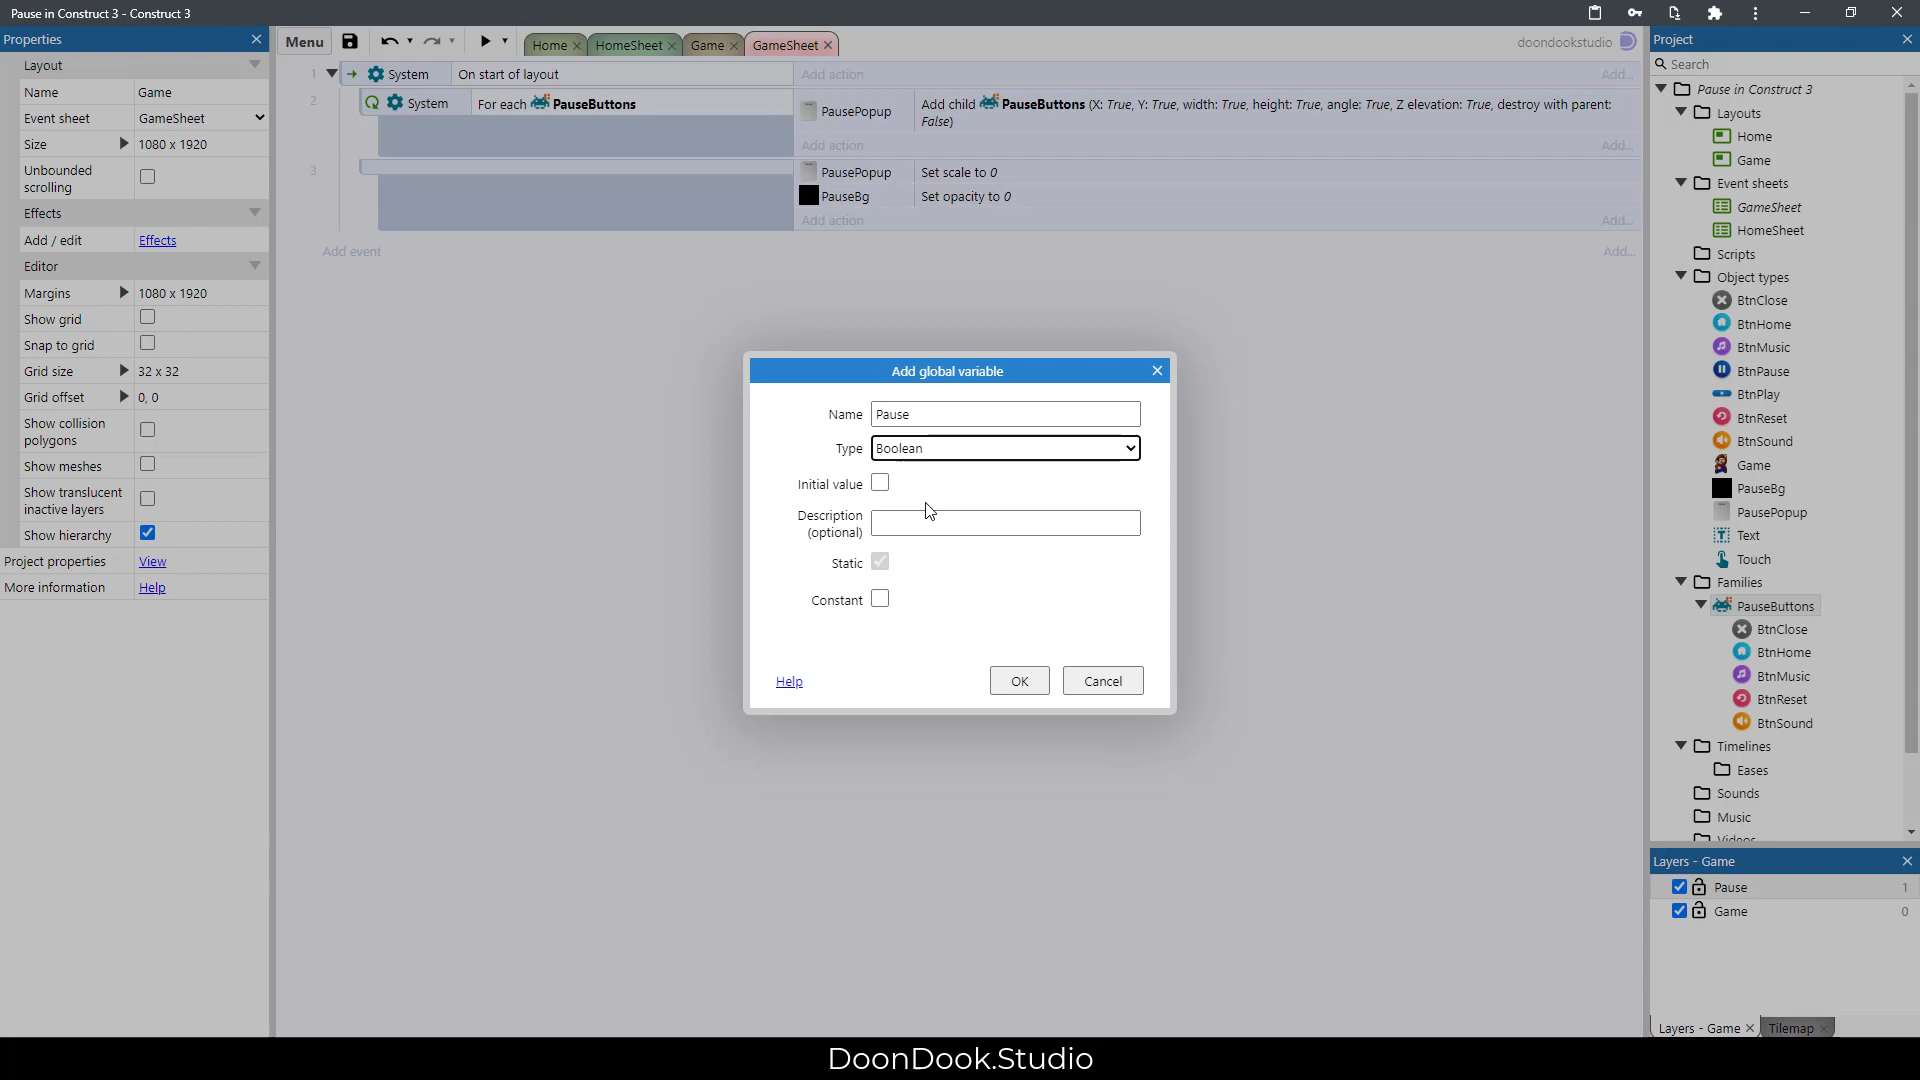 Pause in Construct 3 - Construct 3
Properties
Layout
Name Game
Event sheet GameSheet
Size 1080 x 1920
Unbounded
scrolling
Effects
Add / edit Effects
Editor
Margins 1080 x 1920
Show grid
Snap to grid
Grid size 32 x 32
Grid offset 0, 0
Show collision
polygons
Show meshes
Show translucent
inactive layers
Show hierarchy
Project properties View
More information Help
Menu
Home
HomeSheet
Game
GameSheet
doondookstudio
1 System On start of layout Add action Add...
2 System For each PauseButtons PausePopup Add child PauseButtons (X: True, Y: True, width: True, height: True, angle: True, Z elevation: True, destroy with parent:
False)
Add action Add...
3 PausePopup Set scale to 0
PauseBg Set opacity to 0
Add action Add...
Add event Add...
Add global variable
Name Pause
Type Boolean
Initial value
Description
(optional)
Static
Constant
Help OK Cancel
Project
Search
Pause in Construct 3
Layouts
Home
Game
Event sheets
GameSheet
HomeSheet
Scripts
Object types
BtnClose
BtnHome
BtnMusic
BtnPause
BtnPlay
BtnReset
BtnSound
Game
PauseBg
PausePopup
Text
Touch
Families
PauseButtons
BtnClose
BtnHome
BtnMusic
BtnReset
BtnSound
Timelines
Eases
Sounds
Music
Videos
Layers - Game
Pause 1
Game 0
Layers - Game
Tilemap
DoonDook.Studio